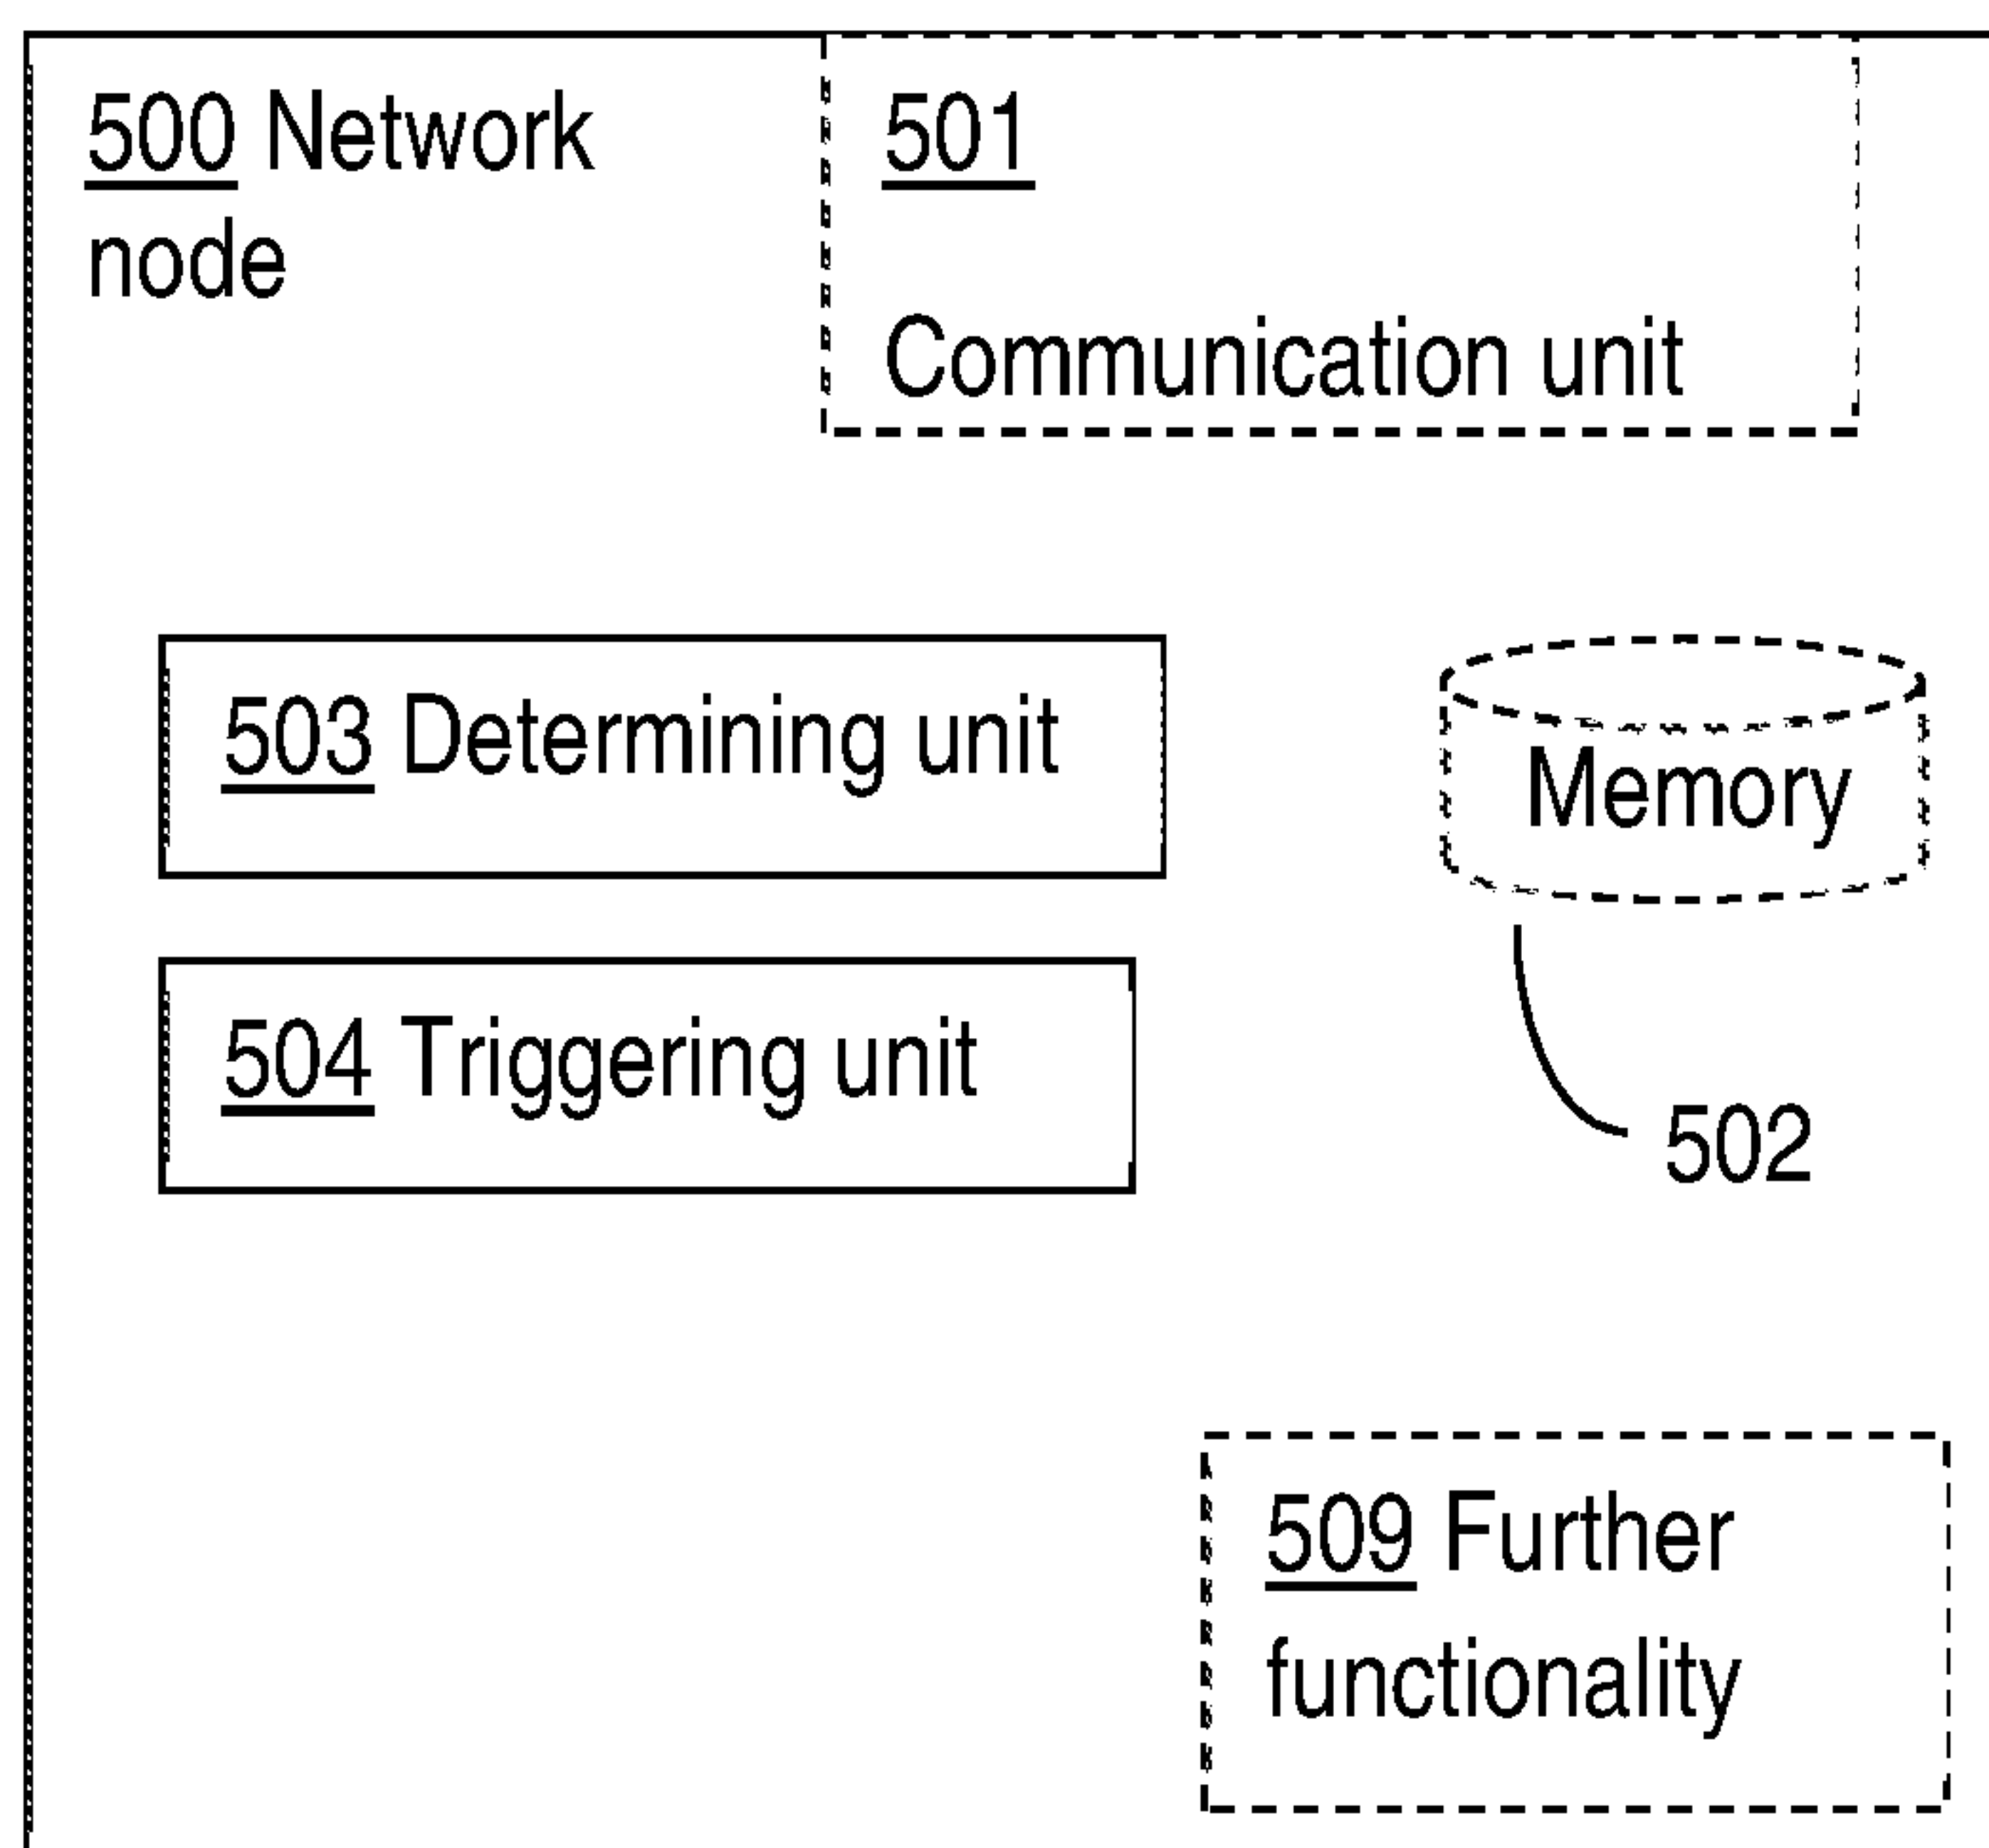 500 Network
node
501
Communication unit
503 Determining unit
Memory
504 Triggering unit
502
509 Further
functionality